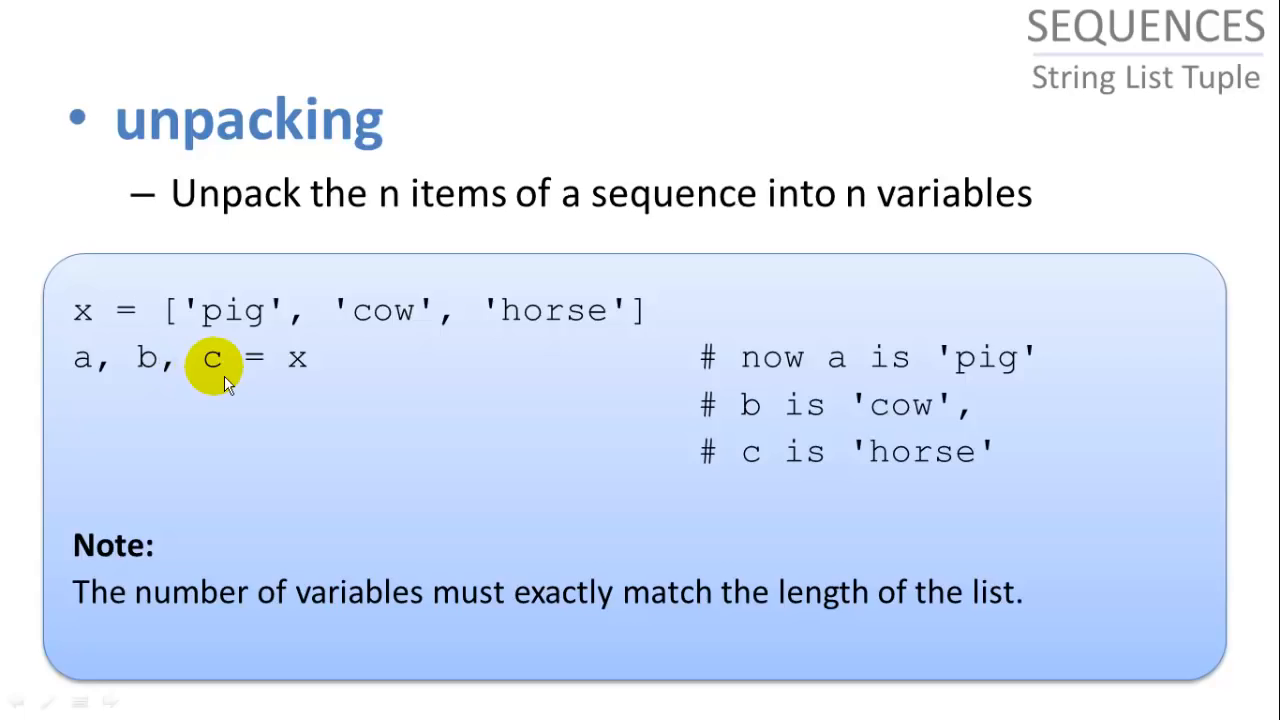 SEQUENCES
String List Tuple
• unpacking
– Unpack the n items of a sequence into n variables
x = ['pig', 'cow', 'horse']
a, b, c = x # now a is 'pig'
# b is 'cow',
# c is 'horse'
Note:
The number of variables must exactly match the length of the list.